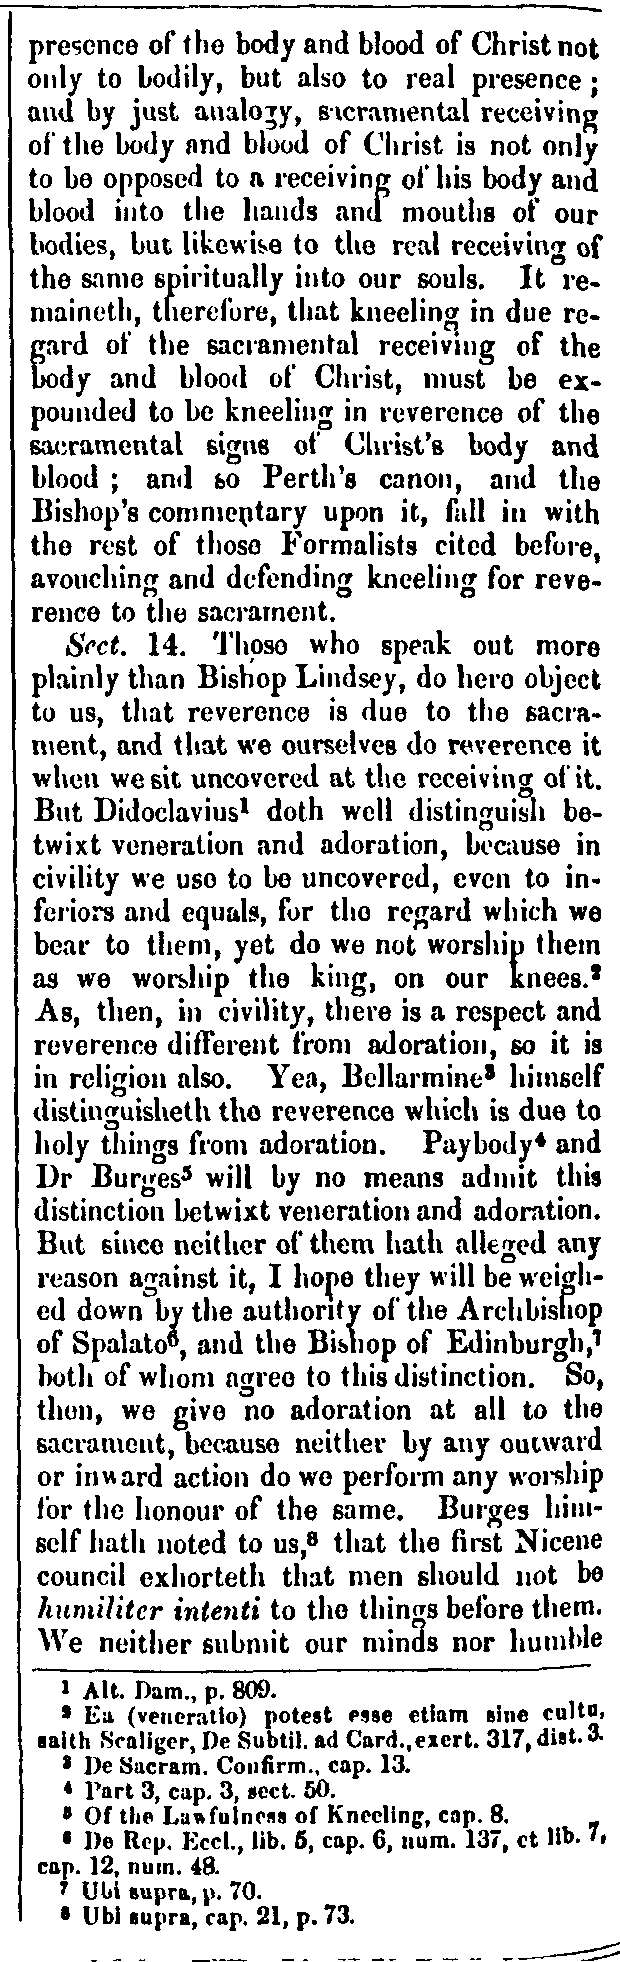 presence of the body and blood of Christ not
only to bodily, but also to real presence ;
and by just analogy, sacramental receiving
of the body and blood of Christ is not only
to be opposed to a receiving of his body and
blood into the hands and mouths of our
bodies, but likewise to the real receiving of
the same spiritually into our souls. It re-
maineth, therefore, that kneeling in due re-
gard of the sacramental receiving of the
body and blood of Christ, must be ex-
pounded to be kneeling in reverence of the
sacramental signs of Christ's body and
blood ; and so Perth's canon, and the
Bishop's commentary upon it, fall in with
the rest of those Formalists cited before,
avouching and defending kneeling for reve-
rence to the sacrament.
Sect. 14. Those who speak out more
plainly than Bishop Lindsey, do here object
to us, that reverence is due to the sacra-
ment, and that we ourselves do reverence it
when we sit uncovered at the receiving of it.
But Didoclavius¹ doth well distinguish be-
twixt veneration and adoration, because in
civility we use to be uncovered, even to in-
feriors and equals, for the regard which we
bear to them, yet do we not worship them
as we worship the king, on our knees.²
As, then, in civility, there is a respect and
reverence different from adoration, so it is
in religion also. Yea, Bellarmine³ himself
distinguisheth the reverence which is due to
holy things from adoration. Paybody⁴ and
Dr Burges⁵ will by no means admit this
distinction betwixt veneration and adoration.
But since neither of them hath alleged any
reason against it, I hope they will be weigh-
ed down by the authority of the Archbishop
of Spalato⁶, and the Bishop of Edinburgh,⁷
both of whom agree to this distinction. So,
then, we give no adoration at all to the
sacrament, because neither by any outward
or inward action do we perform any worship
for the honour of the same. Burges him-
self hath noted to us,⁸ that the first Nicene
council exhorteth that men should not be
humiliter intenti to the things before them.
We neither submit our minds nor humble
¹ Alt. Dam., p. 809.
² Ea (veneratio) potest esse etiam sine cultu,
saith Scaliger, De Subtil. ad Card., exert. 317, dist. 3.
³ De Sacram. Confirm., cap. 13.
⁴ Part 3, cap. 3, sect. 50.
⁵ Of the Lawfulness of Kneeling, cap. 8.
⁶ De Rep. Eccl., lib. 5, cap. 6, num. 137, et lib. 7,
cap. 12, num. 48.
⁷ Ubi supra, p. 70.
⁸ Ubi supra, cap. 21, p. 73.